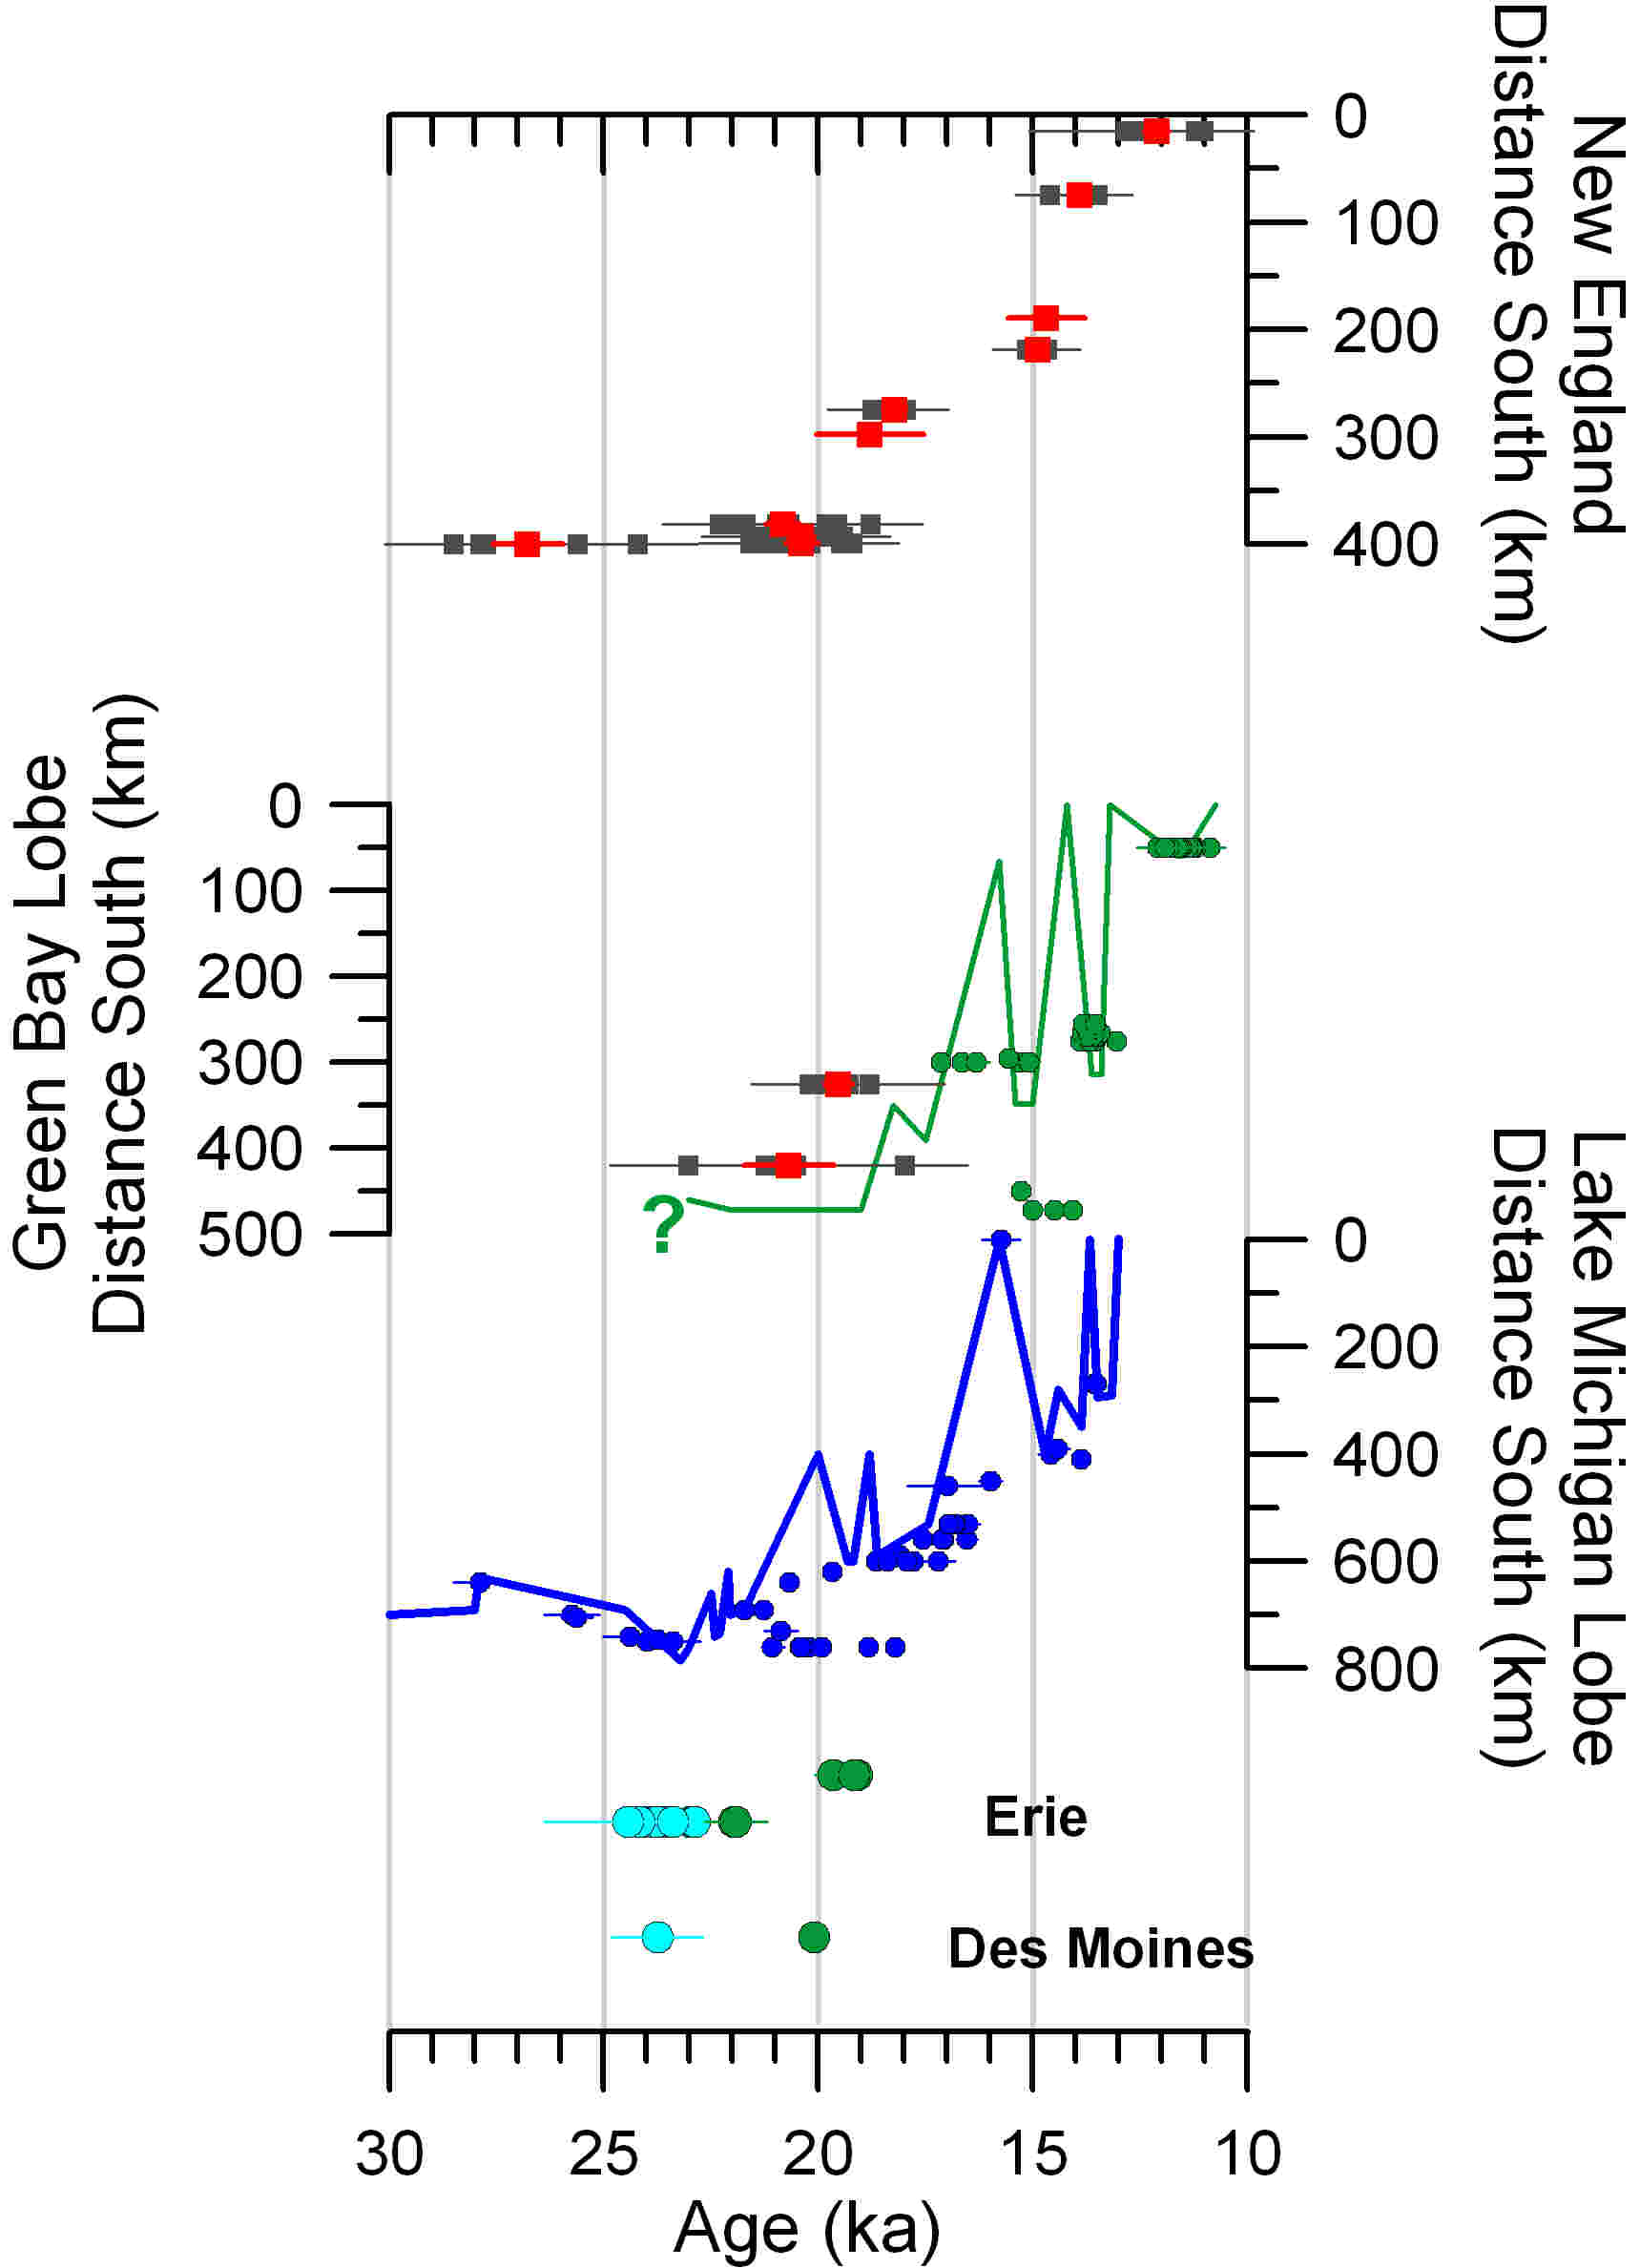 New England
Distance South (km)
0
100
200
300
400
Green Bay Lobe
Distance South (km)
0
100
200
300
400
500
?
Lake Michigan Lobe
Distance South (km)
0
200
400
600
800
Erie
Des Moines
30
25
20
15
10
Age (ka)